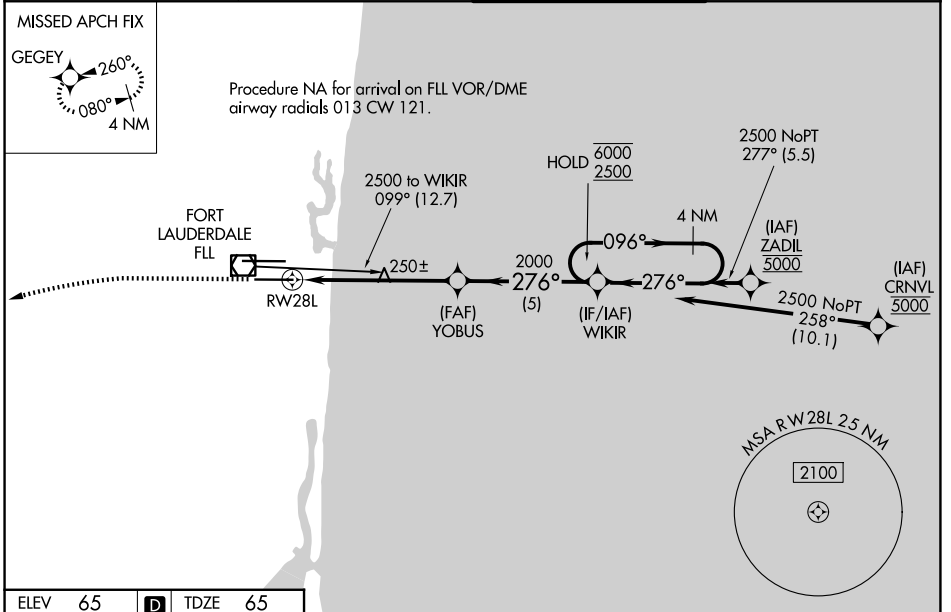 MISSED APCH FIX
GEGEY
260°
080°
4 NM
Procedure NA for arrival on FLL VOR/DME
airway radials 013 CW 121.
2500 NoPT
277° (5.5)
HOLD 6000
2500
2500 to WIKIR
099° (12.7)
4 NM
FORT
LAUDERDALE
FLL
096°
(IAF)
ZADIL
5000
250±
2000
276°
(5)
276°
RW28L
(FAF)
YOBUS
(IF/IAF)
WIKIR
2500 NoPT
258°
(10.1)
(IAF)
CRNVL
5000
MSA RW28L 25 NM
2100
ELEV 65 D TDZE 65